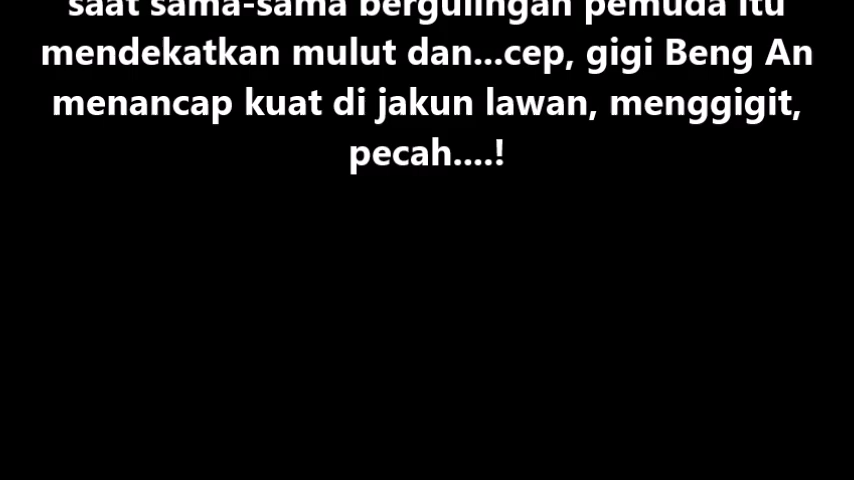 saat sama-sama bergulingan pemuda itu
mendekatkan mulut dan...cep, gigi Beng An
menancap kuat di jakun lawan, menggigit,
pecah....!